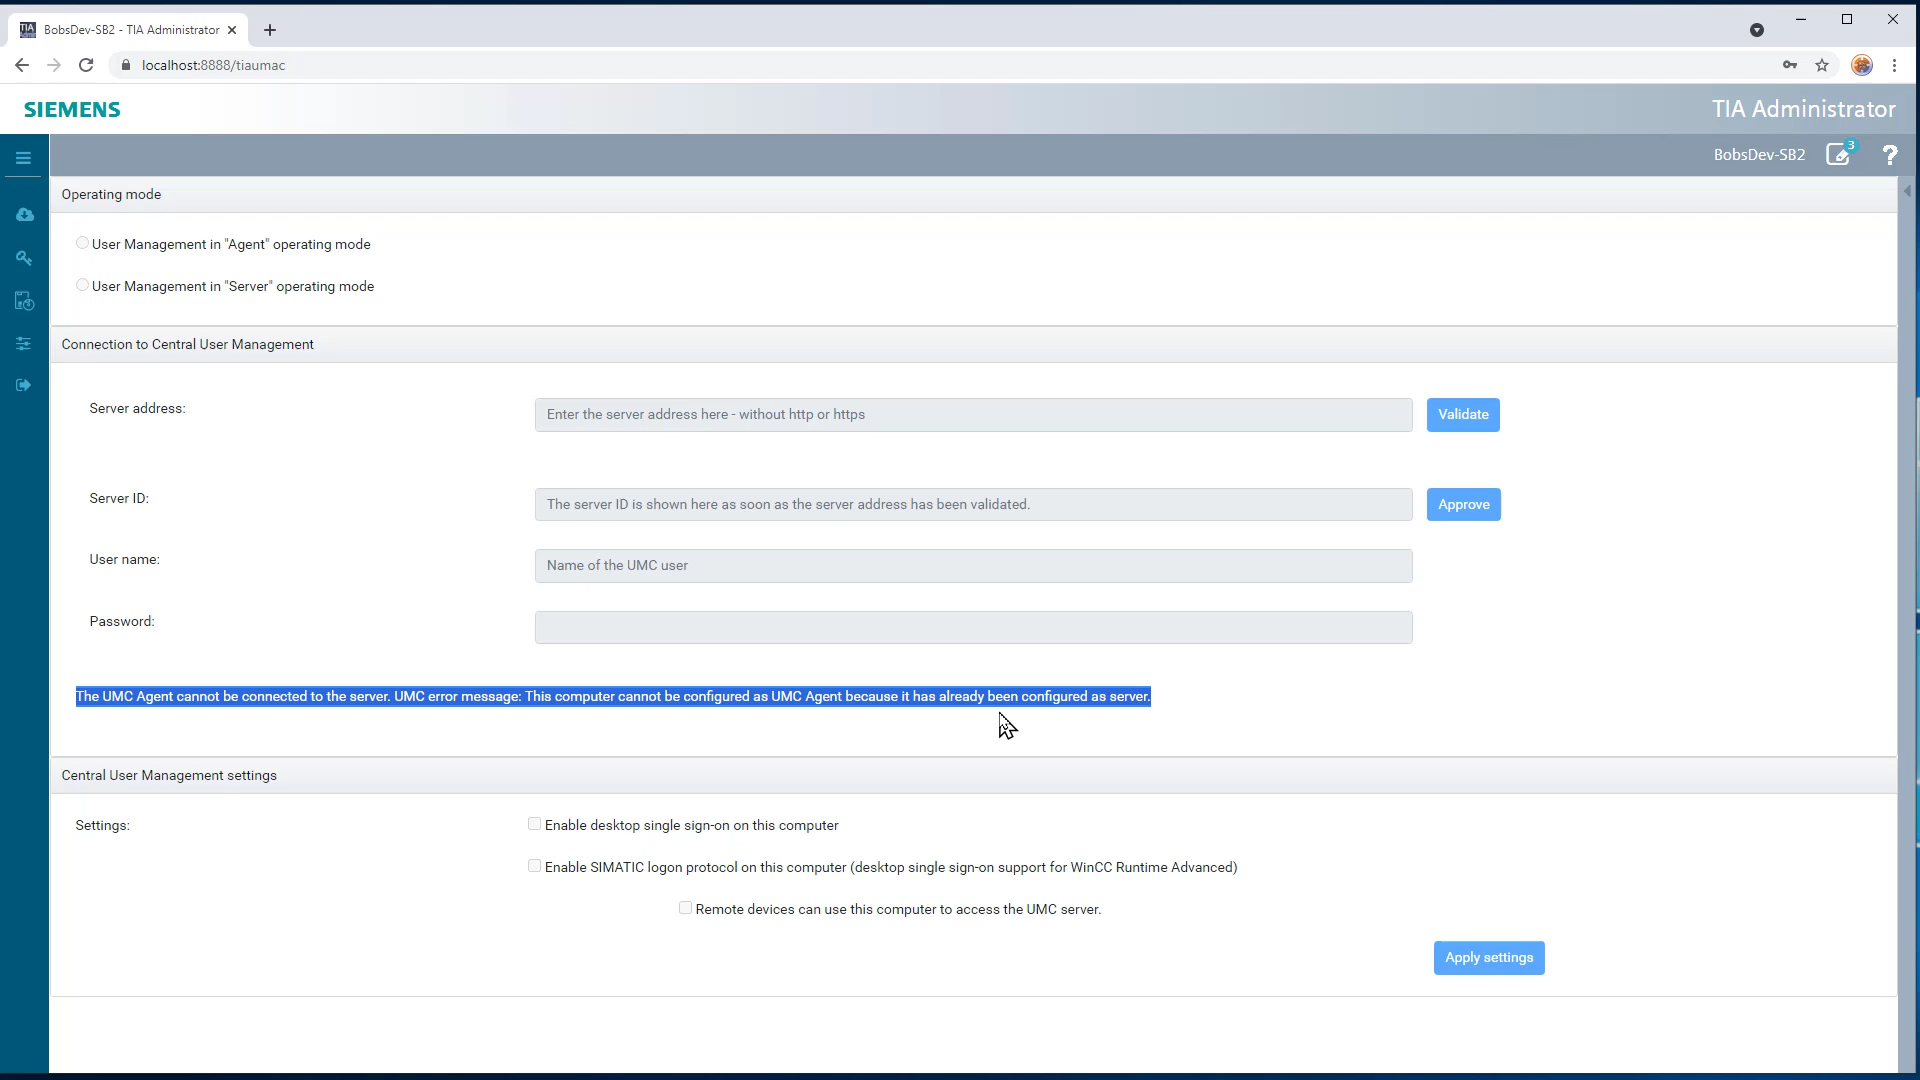 BobsDev-SB2 - TIA Administrator
localhost:8888/tiaumac
SIEMENS
TIA Administrator
BobsDev-SB2
3
?
Operating mode
User Management in "Agent" operating mode
User Management in "Server" operating mode
Connection to Central User Management
Server address:
Enter the server address here - without http or https
Validate
Server ID:
The server ID is shown here as soon as the server address has been validated.
Approve
User name:
Name of the UMC user
Password:
The UMC Agent cannot be connected to the server. UMC error message: This computer cannot be configured as UMC Agent because it has already been configured as server.
Central User Management settings
Settings:
Enable desktop single sign-on on this computer
Enable SIMATIC logon protocol on this computer (desktop single sign-on support for WinCC Runtime Advanced)
Remote devices can use this computer to access the UMC server.
Apply settings